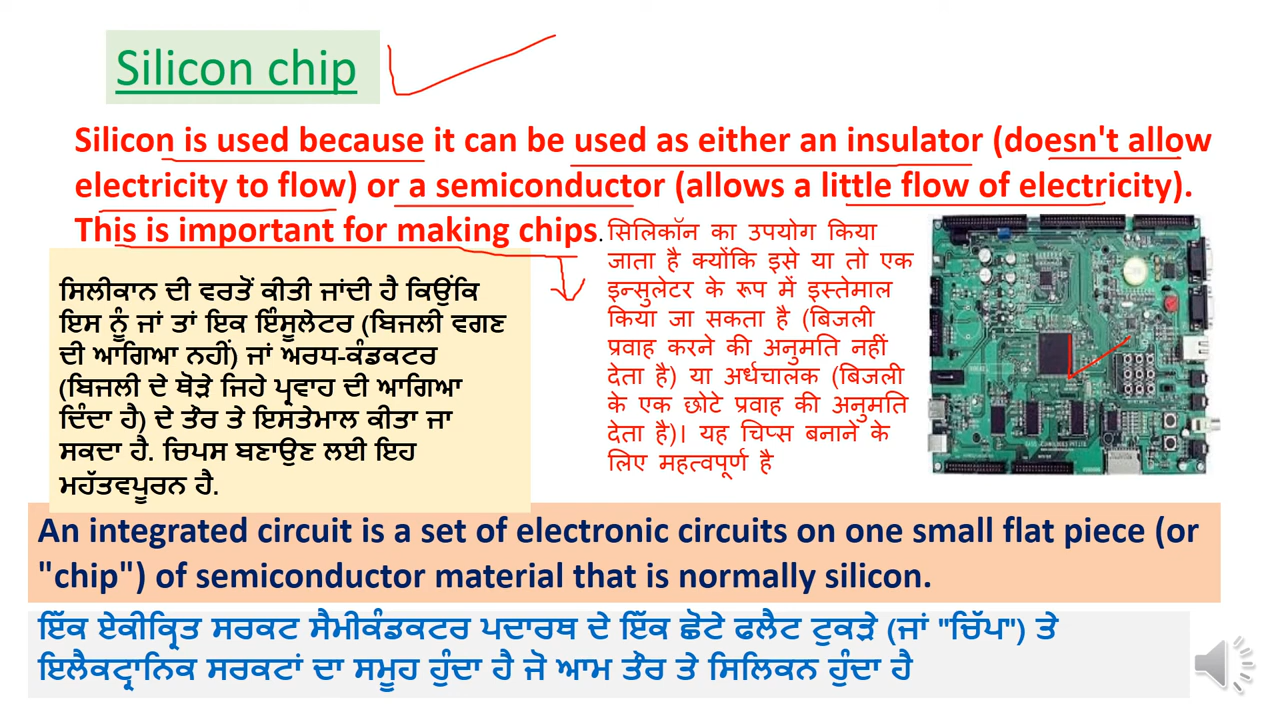 Silicon chip
Silicon is used because it can be used as either an insulator (doesn't allow
electricity to flow) or a semiconductor (allows a little flow of electricity).
This is important for making chips.
सिलिकॉन का उपयोग किया
जाता है क्योंकि इसे या तो एक
इन्सुलेटर के रूप में इस्तेमाल
किया जा सकता है (बिजली
प्रवाह करने की अनुमति नहीं
देता है) या अर्धचालक (बिजली
के एक छोटे प्रवाह की अनुमति
देता है)। यह चिप्स बनाने के
लिए महत्वपूर्ण है
ਸਿਲੀਕਾਨ ਦੀ ਵਰਤੋਂ ਕੀਤੀ ਜਾਂਦੀ ਹੈ ਕਿਉਂਕਿ
ਇਸ ਨੂੰ ਜਾਂ ਤਾਂ ਇਕ ਇੰਸੂਲੇਟਰ (ਬਿਜਲੀ ਵਗਣ
ਦੀ ਆਗਿਆ ਨਹੀਂ) ਜਾਂ ਅਰਧ-ਕੰਡਕਟਰ
(ਬਿਜਲੀ ਦੇ ਥੋੜੇ ਜਿਹੇ ਪ੍ਰਵਾਹ ਦੀ ਆਗਿਆ
ਦਿੰਦਾ ਹੈ) ਦੇ ਤੌਰ ਤੇ ਇਸਤੇਮਾਲ ਕੀਤਾ ਜਾ
ਸਕਦਾ ਹੈ. ਚਿਪਸ ਬਣਾਉਣ ਲਈ ਇਹ
ਮਹੱਤਵਪੂਰਨ ਹੈ.
An integrated circuit is a set of electronic circuits on one small flat piece (or
"chip") of semiconductor material that is normally silicon.
ਇੱਕ ਏਕੀਕ੍ਰਿਤ ਸਰਕਟ ਸੈਮੀਕੰਡਕਟਰ ਪਦਾਰਥ ਦੇ ਇੱਕ ਛੋਟੇ ਫਲੈਟ ਟੁਕੜੇ (ਜਾਂ "ਚਿੱਪ") ਤੇ
ਇਲੈਕਟ੍ਰਾਨਿਕ ਸਰਕਟਾਂ ਦਾ ਸਮੂਹ ਹੁੰਦਾ ਹੈ ਜੋ ਆਮ ਤੌਰ ਤੇ ਸਿਲਿਕਨ ਹੁੰਦਾ ਹੈ